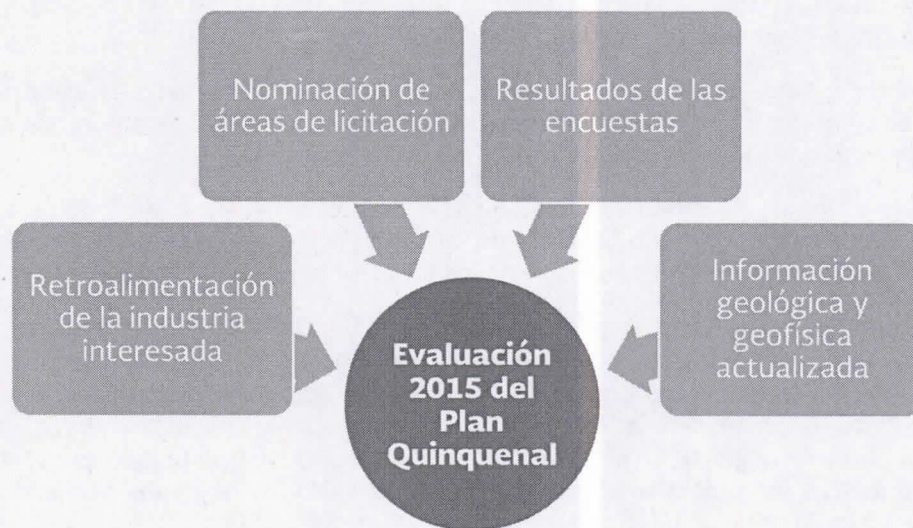 Nominación de
áreas de licitación
Resultados de las
encuestas
Retroalimentación
de la industria
interesada
Información
geológica y
geofísica
actualizada
Evaluación
2015 del
Plan
Quinquenal